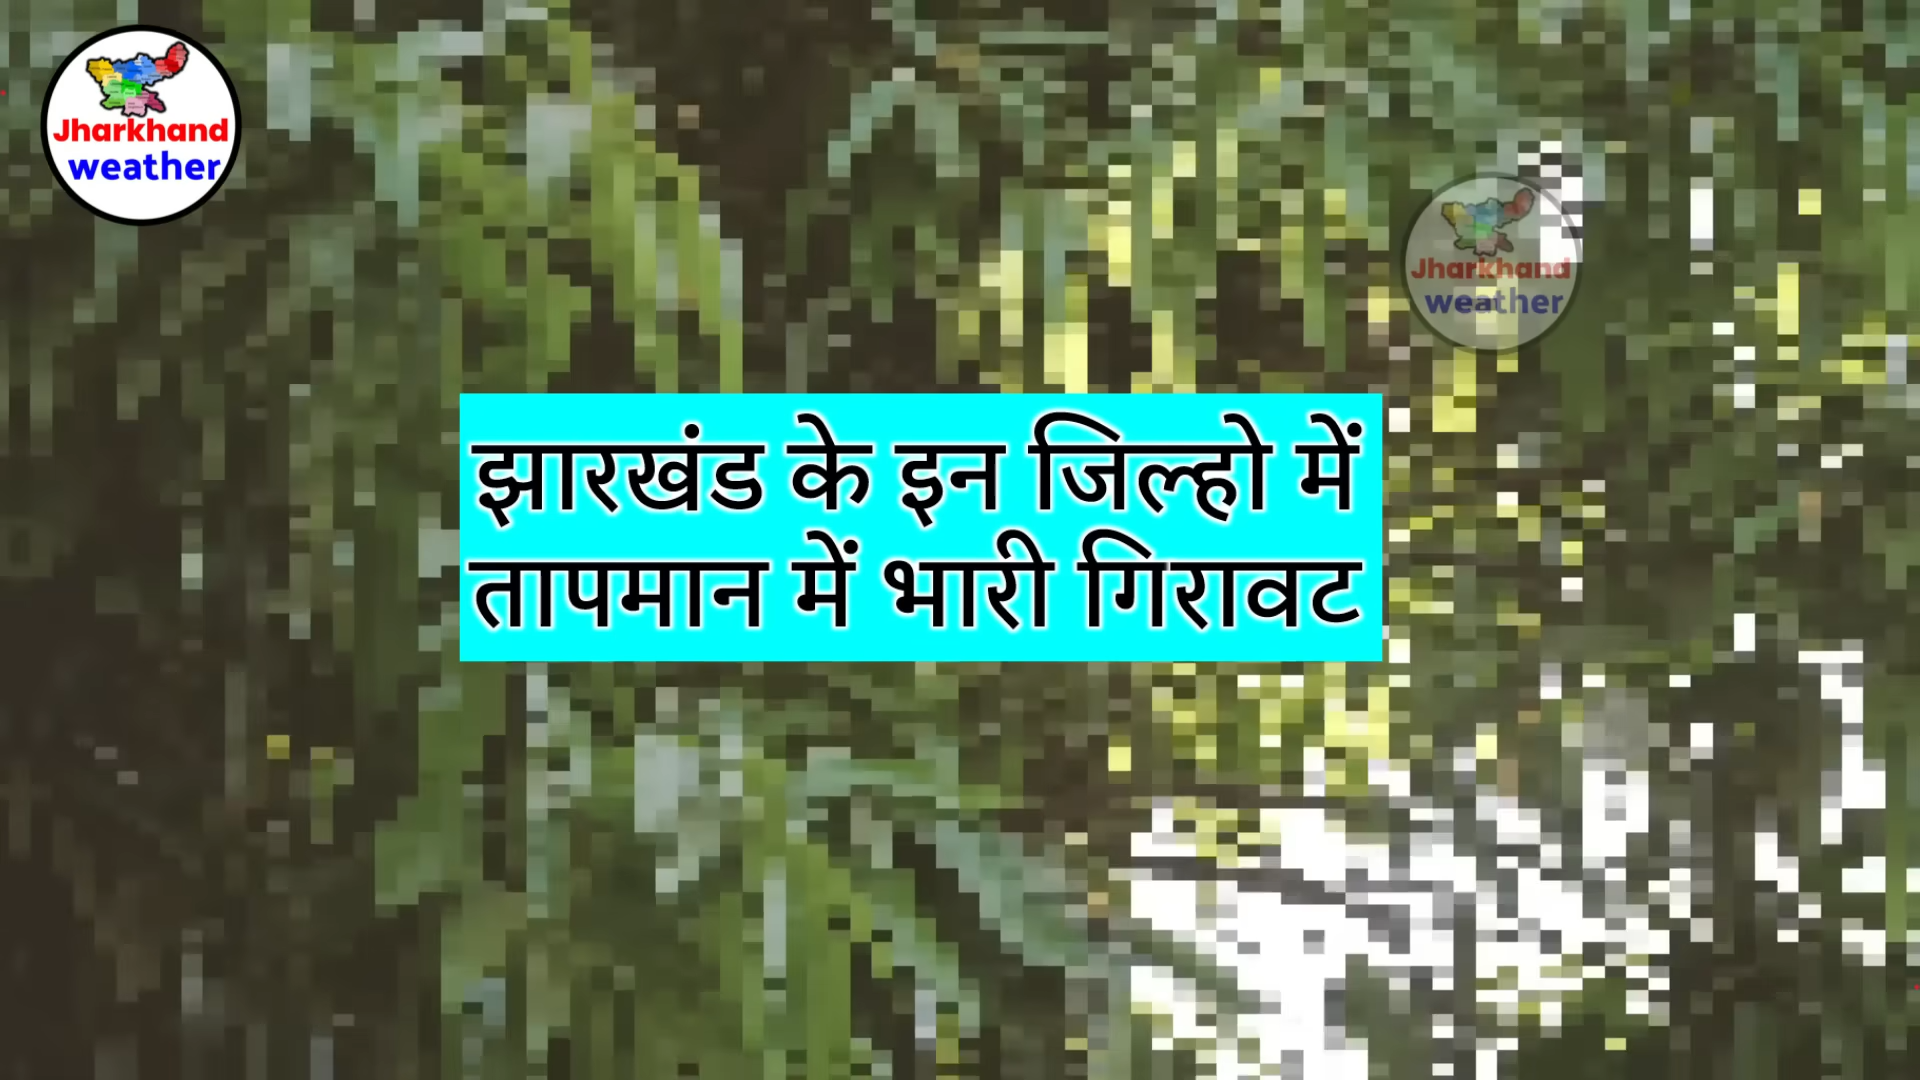 Jharkhand
weather
Jharkhand
weather
झारखंड के इन जिल्हो में
तापमान में भारी गिरावट